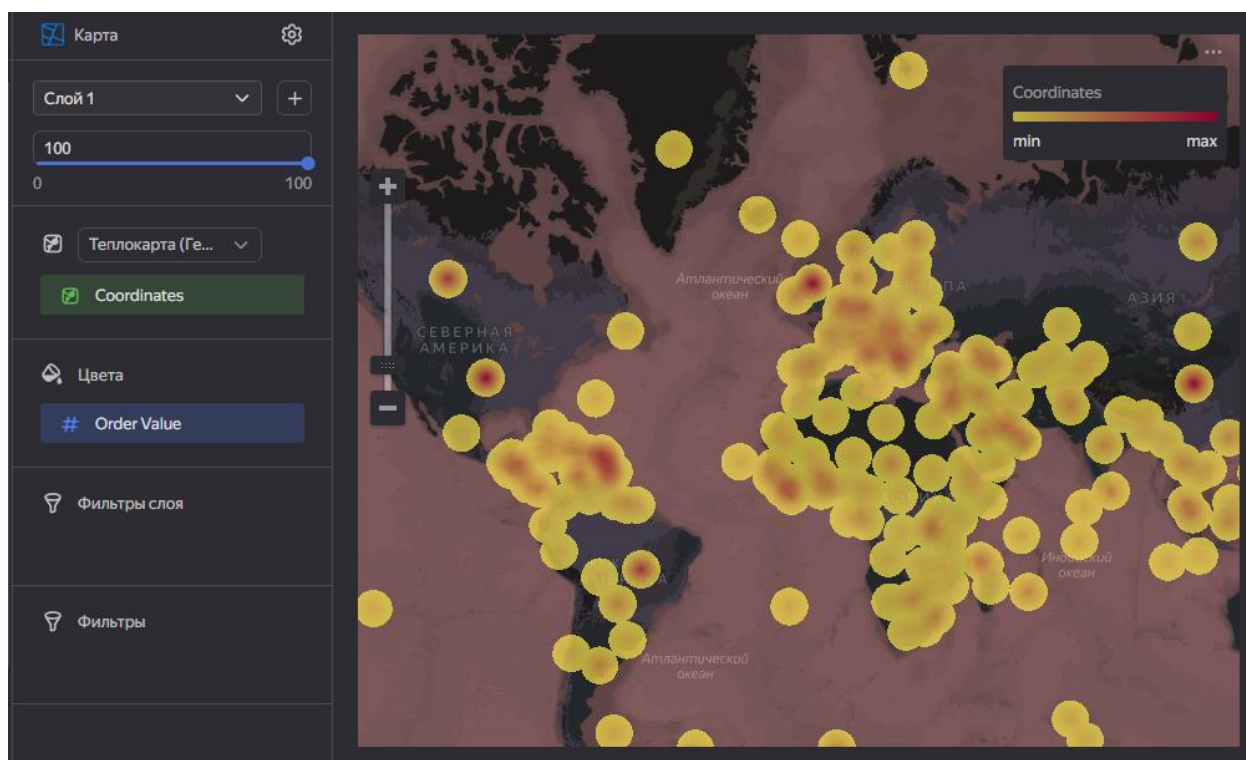 Карта
Слой 1
100
0
100
Теплокарта (Ге...
Coordinates
Цвета
Order Value
Фильтры слоя
Фильтры
Coordinates
min
max
Атлантический
океан
СЕВЕРНАЯ
АМЕРИКА
АЗИЯ
Атлантический
океан
океан